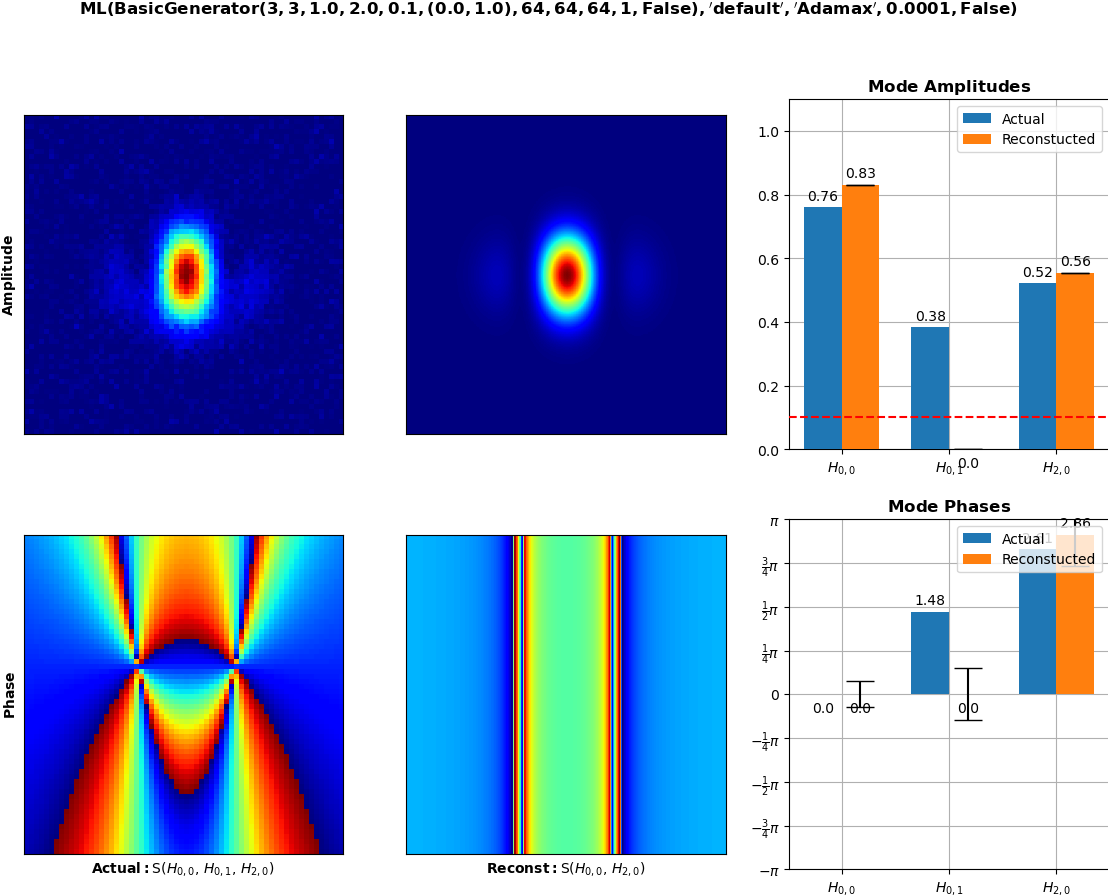 ML(BasicGenerator(3, 3, 1.0, 2.0, 0.1, (0.0, 1.0), 64, 64, 64, 1, False), ′default′, ′Adamax′, 0.0001, False)
Amplitude
Mode Amplitudes
Actual
Reconstucted
1.0
0.8
0.6
0.4
0.2
0.0
0.76
0.83
0.38
0.0
0.52
0.56
H0,0
H0,1
H2,0
Phase
Actual: S(H0,0, H0,1, H2,0)
Reconst: S(H0,0, H2,0)
Mode Phases
Actual
Reconstucted
π
3/4π
1/2π
1/4π
0
−1/4π
−1/2π
−3/4π
−π
0.0
0.0
1.48
0.0
2.86
H0,0
H0,1
H2,0